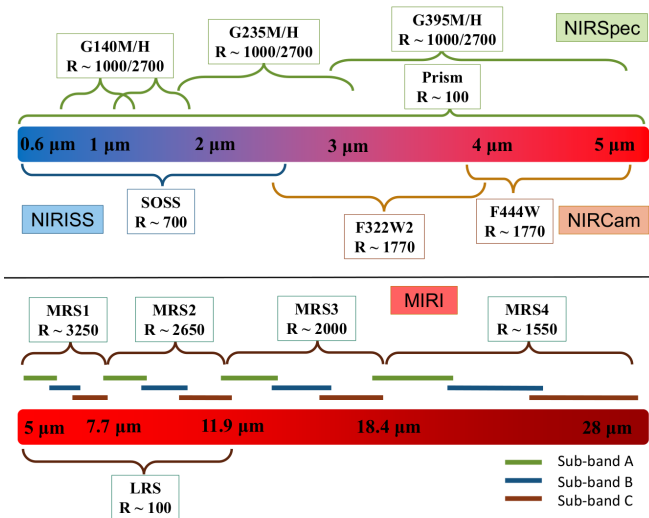 G140M/H
R ~ 1000/2700
G235M/H
R ~ 1000/2700
G395M/H
R ~ 1000/2700
NIRSpec
Prism
R ~ 100
0.6 µm 1 µm 2 µm 3 µm 4 µm 5 µm
NIRISS
SOSS
R ~ 700
F322W2
R ~ 1770
F444W
R ~ 1770
NIRCam
MIRI
MRS1
R ~ 3250
MRS2
R ~ 2650
MRS3
R ~ 2000
MRS4
R ~ 1550
5 µm 7.7 µm 11.9 µm 18.4 µm 28 µm
LRS
R ~ 100
Sub-band A
Sub-band B
Sub-band C